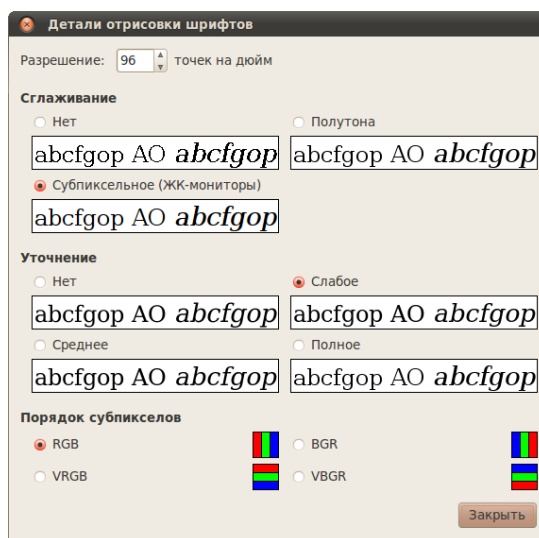 Детали отрисовки шрифтов
Разрешение: 96 точек на дюйм
Сглаживание
Нет Полутона
abcfgop AO abcfgop abcfgop AO abcfgop
Субпиксельное (ЖК-мониторы)
abcfgop AO abcfgop
Уточнение
Нет Слабое
abcfgop AO abcfgop abcfgop AO abcfgop
Среднее Полное
abcfgop AO abcfgop abcfgop AO abcfgop
Порядок субпикселов
RGB BGR
VRGB VBGR
Закрыть